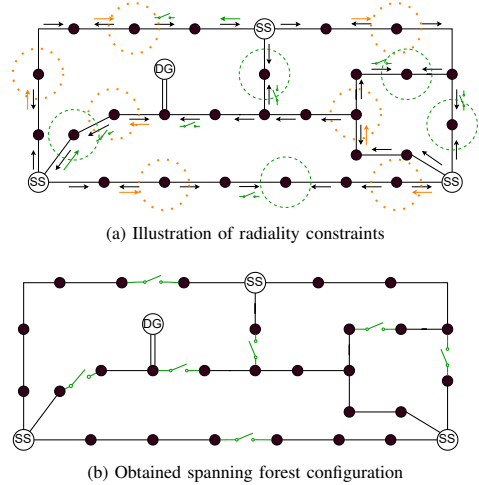 SS
DG
SS
SS
(a) Illustration of radiality constraints
SS
DG
SS
SS
(b) Obtained spanning forest configuration